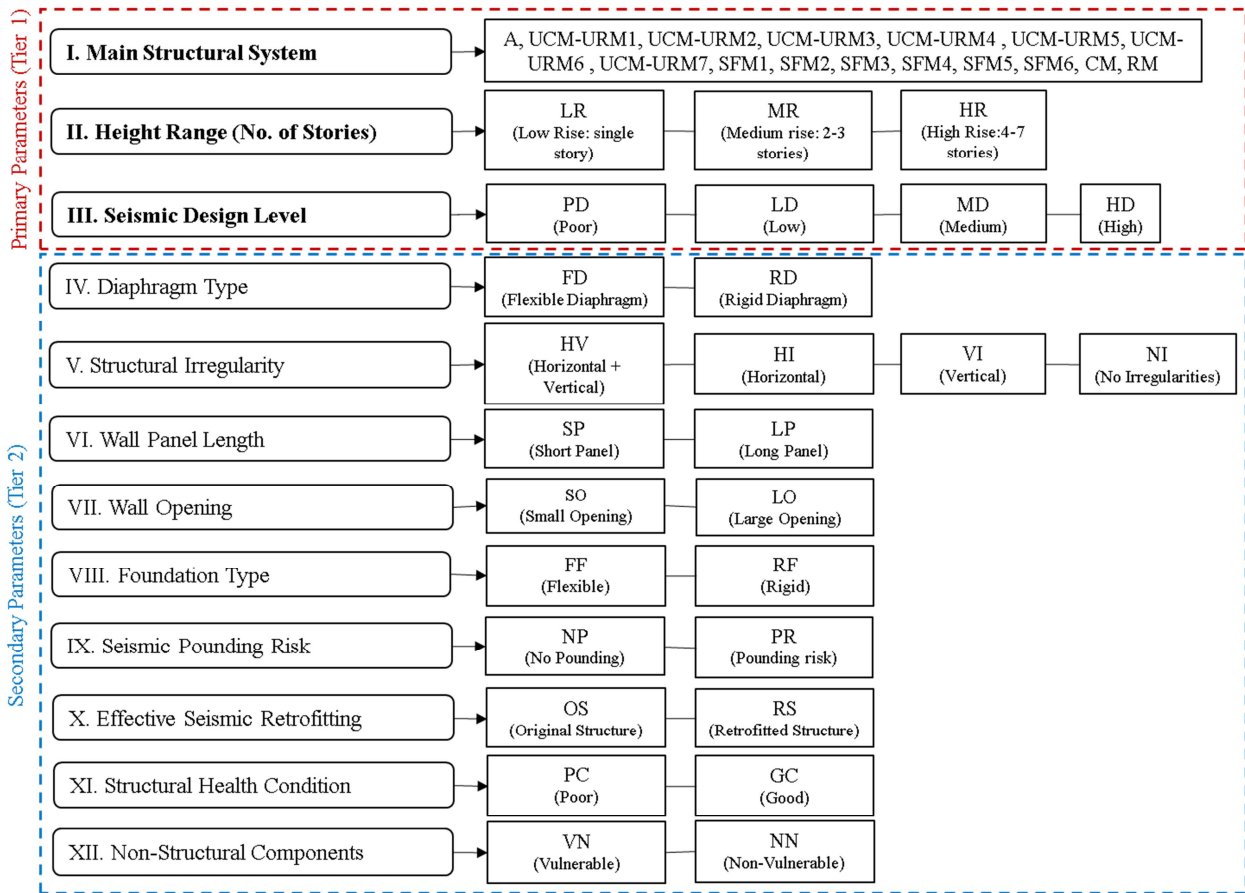 Primary Parameters (Tier 1)
I. Main Structural System
A, UCM-URM1, UCM-URM2, UCM-URM3, UCM-URM4 , UCM-URM5, UCM-
URM6 , UCM-URM7, SFM1, SFM2, SFM3, SFM4, SFM5, SFM6, CM, RM
II. Height Range (No. of Stories)
LR
(Low Rise: single
story)
MR
(Medium rise: 2-3
stories)
HR
(High Rise:4-7
stories)
III. Seismic Design Level
PD
(Poor)
LD
(Low)
MD
(Medium)
HD
(High)
Secondary Parameters (Tier 2)
IV. Diaphragm Type
FD
(Flexible Diaphragm)
RD
(Rigid Diaphragm)
V. Structural Irregularity
HV
(Horizontal +
Vertical)
HI
(Horizontal)
VI
(Vertical)
NI
(No Irregularities)
VI. Wall Panel Length
SP
(Short Panel)
LP
(Long Panel)
VII. Wall Opening
SO
(Small Opening)
LO
(Large Opening)
VIII. Foundation Type
FF
(Flexible)
RF
(Rigid)
IX. Seismic Pounding Risk
NP
(No Pounding)
PR
(Pounding risk)
X. Effective Seismic Retrofitting
OS
(Original Structure)
RS
(Retrofitted Structure)
XI. Structural Health Condition
PC
(Poor)
GC
(Good)
XII. Non-Structural Components
VN
(Vulnerable)
NN
(Non-Vulnerable)